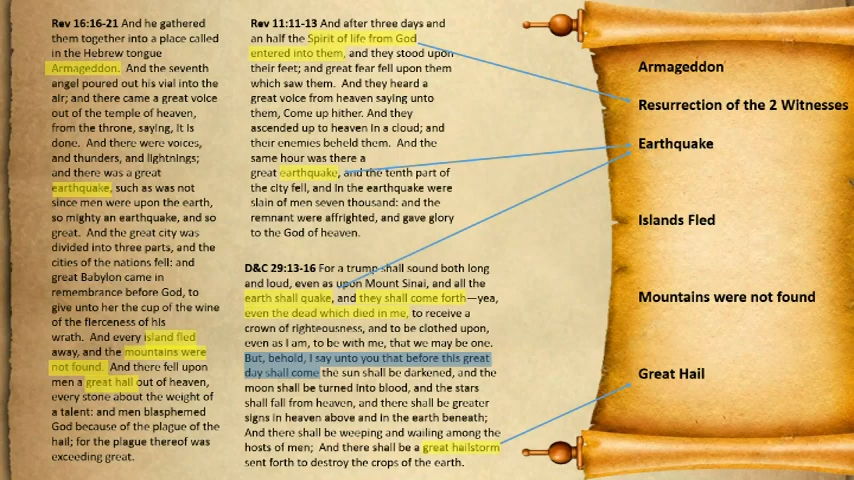 Rev 16:16-21 And he gathered
them together into a place called
in the Hebrew tongue
Armageddon.  And the seventh
angel poured out his vial into the
air; and there came a great voice
out of the temple of heaven,
from the throne, saying, It is
done.  And there were voices,
and thunders, and lightnings;
and there was a great
earthquake, such as was not
since men were upon the earth,
so mighty an earthquake, and so
great.  And the great city was
divided into three parts, and the
cities of the nations fell: and
great Babylon came in
remembrance before God, to
give unto her the cup of the wine
of the fierceness of his
wrath.  And every island fled
away, and the mountains were
not found.  And there fell upon
men a great hail out of heaven,
every stone about the weight of
a talent: and men blasphemed
God because of the plague of the
hail; for the plague thereof was
exceeding great.
Rev 11:11-13 And after three days and
an half the Spirit of life from God
entered into them, and they stood upon
their feet; and great fear fell upon them
which saw them.  And they heard a
great voice from heaven saying unto
them, Come up hither. And they
ascended up to heaven in a cloud; and
their enemies beheld them.  And the
same hour was there a
great earthquake, and the tenth part of
the city fell, and in the earthquake were
slain of men seven thousand: and the
remnant were affrighted, and gave glory
to the God of heaven.
D&C 29:13-16 For a trump shall sound both long
and loud, even as upon Mount Sinai, and all the
earth shall quake, and they shall come forth—yea,
even the dead which died in me, to receive a
crown of righteousness, and to be clothed upon,
even as I am, to be with me, that we may be one.
But, behold, I say unto you that before this great
day shall come the sun shall be darkened, and the
moon shall be turned into blood, and the stars
shall fall from heaven, and there shall be greater
signs in heaven above and in the earth beneath;
And there shall be weeping and wailing among the
hosts of men;  And there shall be a great hailstorm
sent forth to destroy the crops of the earth.
Armageddon
Resurrection of the 2 Witnesses
Earthquake
Islands Fled
Mountains were not found
Great Hail